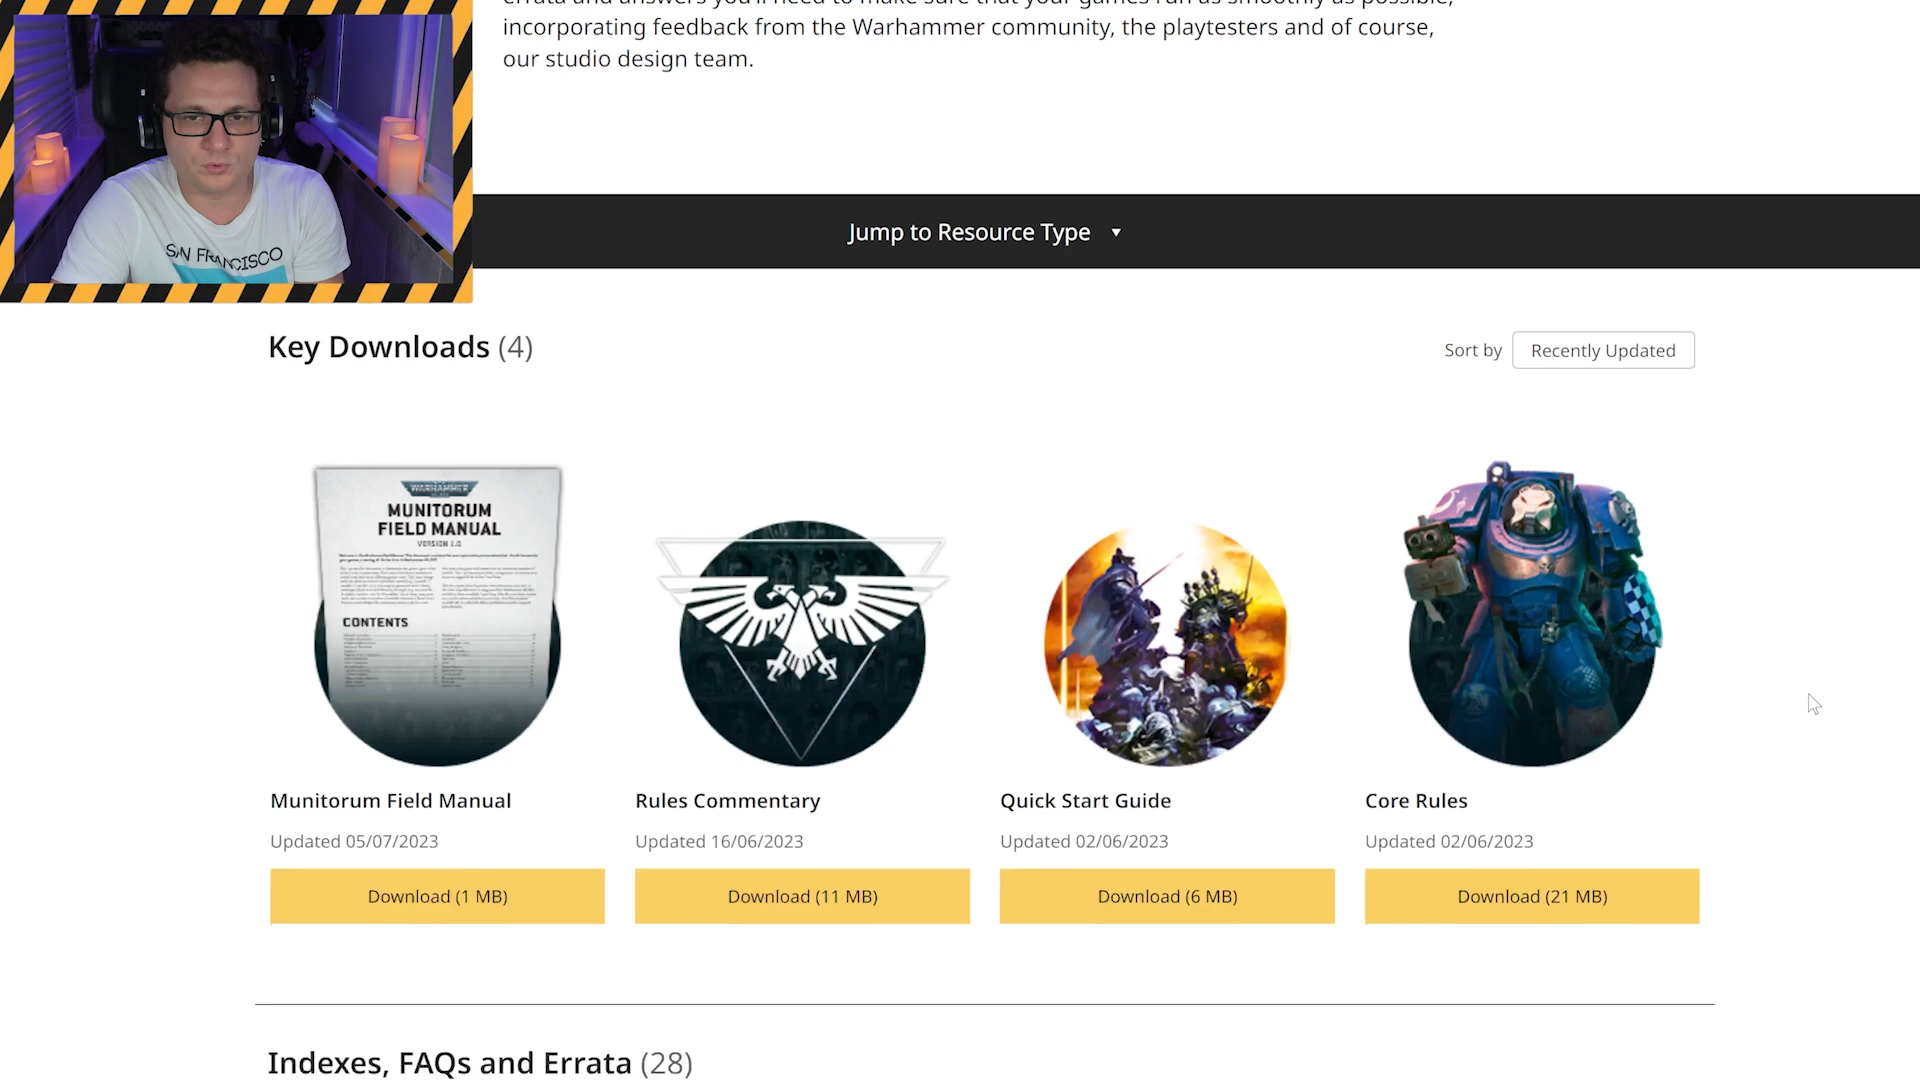 errata and answers you'll need to make sure that your games run as smoothly as possible,
incorporating feedback from the Warhammer community, the playtesters and of course,
our studio design team.
SAN FRANCISCO
Jump to Resource Type
Key Downloads (4)
Sort by Recently Updated
WARHAMMER
MUNITORUM
FIELD MANUAL
VERSION 1.0
CONTENTS
Munitorum Field Manual
Rules Commentary
Quick Start Guide
Core Rules
Updated 05/07/2023
Updated 16/06/2023
Updated 02/06/2023
Updated 02/06/2023
Download (1 MB)
Download (11 MB)
Download (6 MB)
Download (21 MB)
Indexes, FAQs and Errata (28)